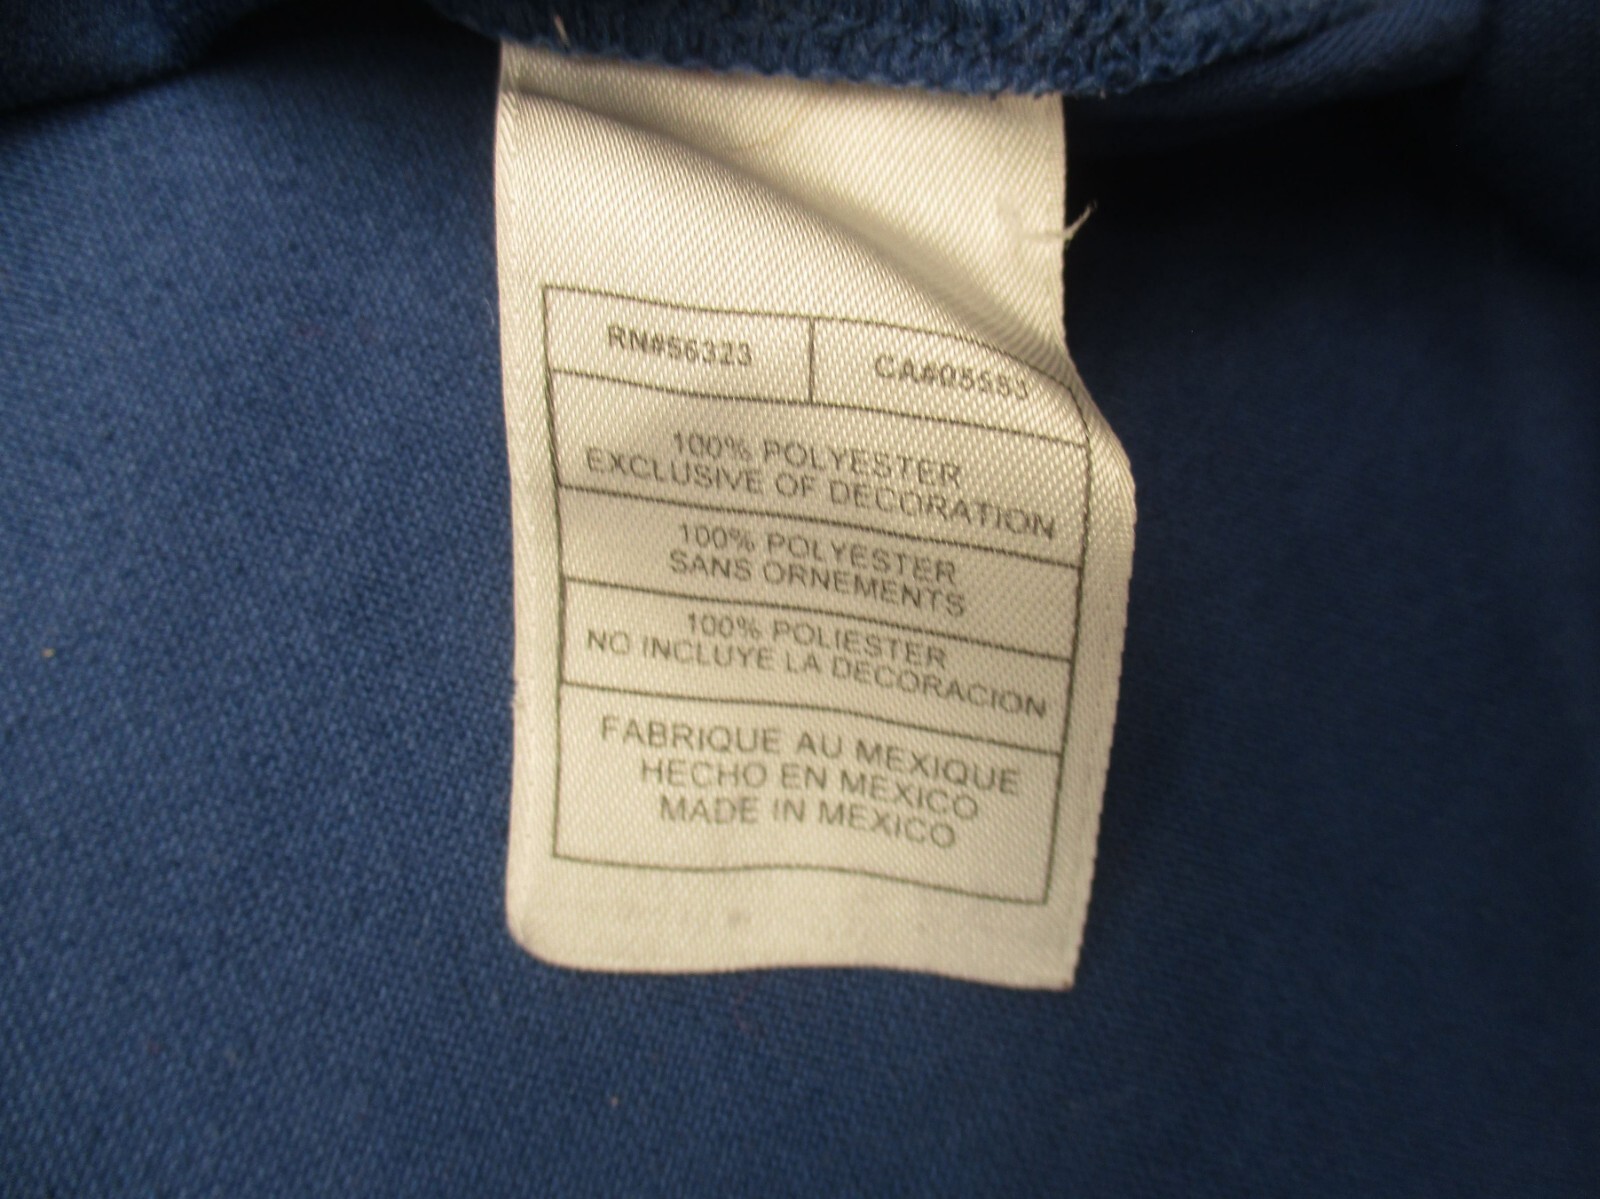 RN#56323
CA#05553
100% POLYESTER
EXCLUSIVE OF DECORATION
100% POLYESTER
SANS ORNEMENTS
100% POLIESTER
NO INCLUYE LA DECORACION
FABRIQUE AU MEXIQUE
HECHO EN MEXICO
MADE IN MEXICO